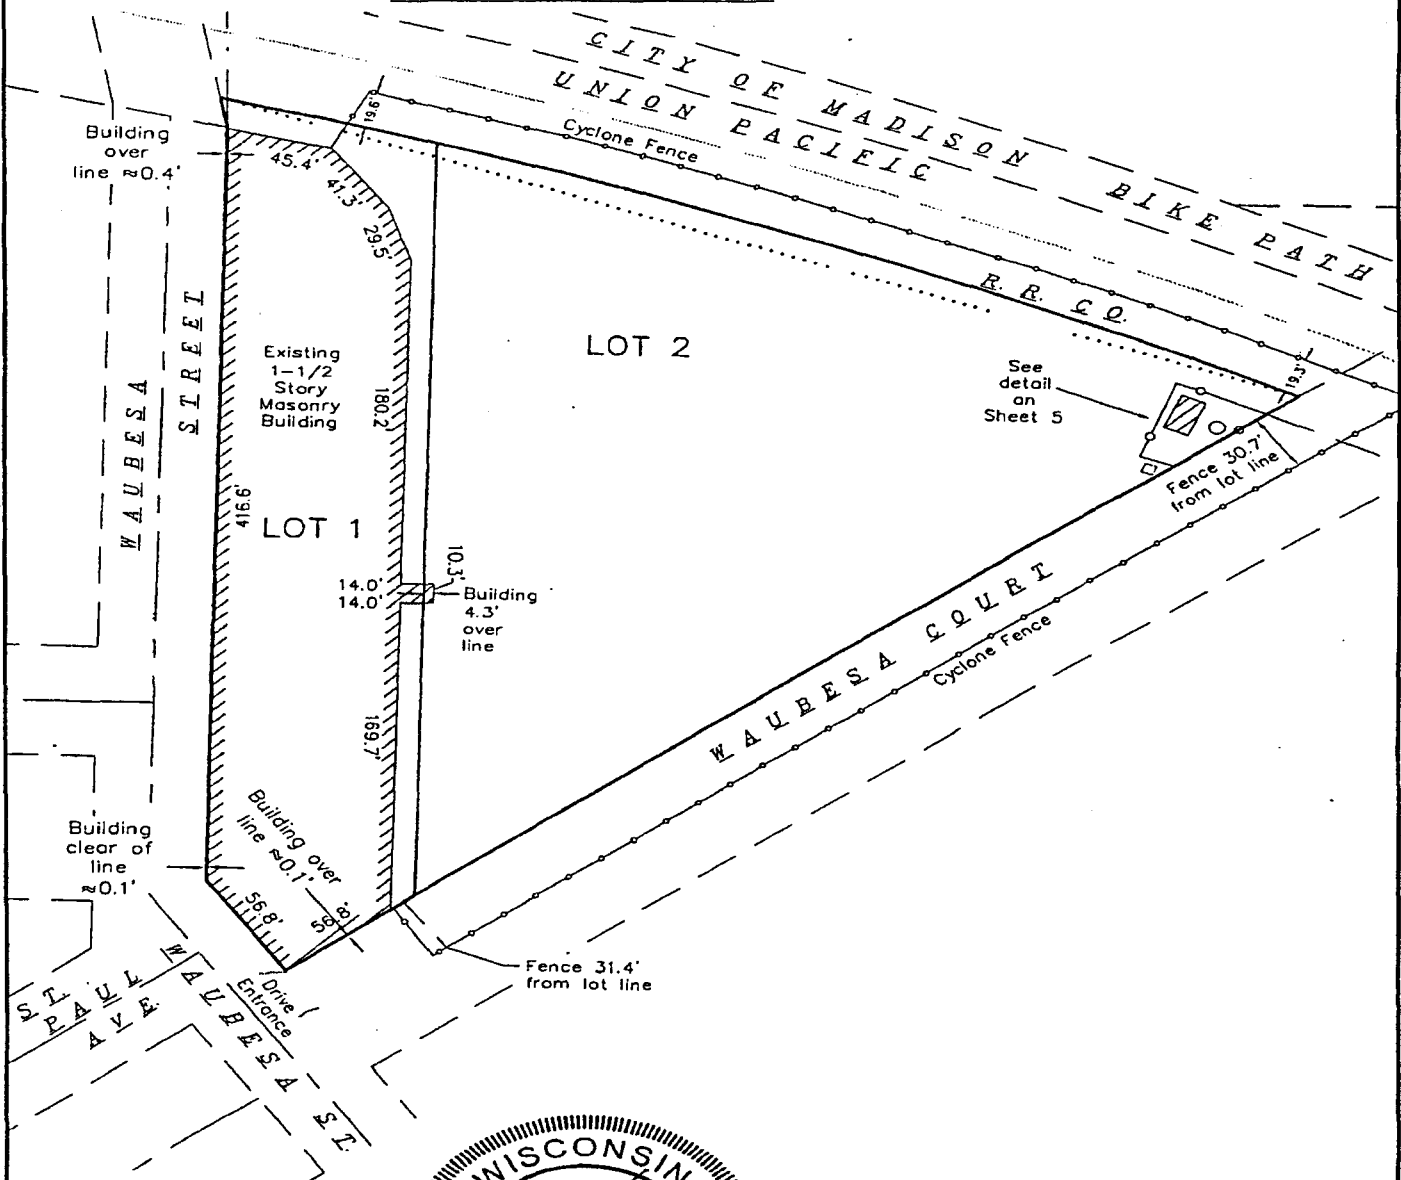 CITY OF MADISON BIKE PATH
UNION PACIFIC
R. R. CO.
Cyclone Fence
19.6'
Building
over
line ≈0.4'
45.4'
41.3'
29.5'
WAUBESA
STREET
Existing
1-1/2
Story
Masonry
Building
180.2'
LOT 2
See
detail
on
Sheet 5
19.3'
Fence 30.7'
from lot line
416.6'
LOT 1
10.3'
14.0'
14.0'
Building
4.3'
over
line
WAUBESA COURT
Cyclone Fence
169.7'
Building over
line ≈0.1'
Building
clear of
line
≈0.1'
56.8'
56.8'
Fence 31.4'
from lot line
Drive
Entrance
ST.
PAUL
AVE.
WAUBESA ST.
WISCONSIN